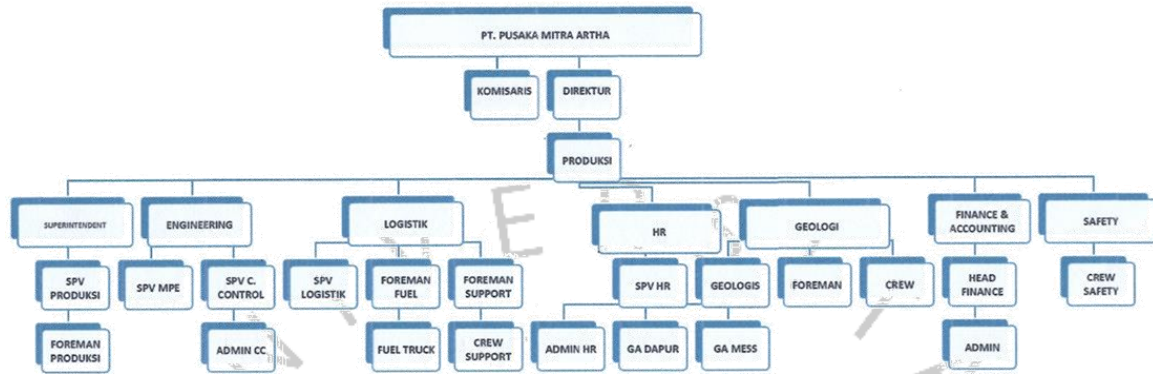 PT. PUSAKA MITRA ARTHA
KOMISARIS
DIREKTUR
PRODUKSI
SUPERINTENDENT
ENGINEERING
LOGISTIK
HR
GEOLOGI
FINANCE &
ACCOUNTING
SAFETY
SPV
PRODUKSI
SPV MPE
SPV C.
CONTROL
SPV
LOGISTIK
FOREMAN
FUEL
FOREMAN
SUPPORT
SPV HR
GEOLOGIS
FOREMAN
CREW
HEAD
FINANCE
CREW
SAFETY
FOREMAN
PRODUKSI
ADMIN CC
FUEL TRUCK
CREW
SUPPORT
ADMIN HR
GA DAPUR
GA MESS
ADMIN